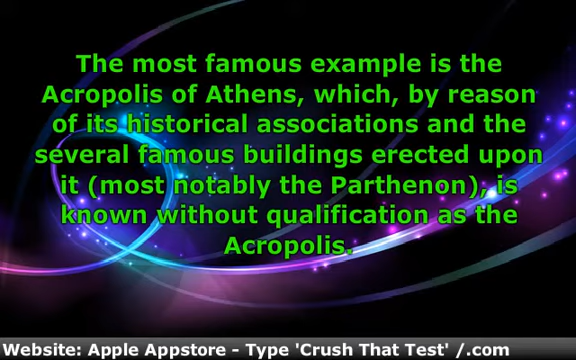 The most famous example is the
Acropolis of Athens, which, by reason
of its historical associations and the
several famous buildings erected upon
it (most notably the Parthenon), is
known without qualification as the
Acropolis.
Website: Apple Appstore - Type 'Crush That Test' /.com